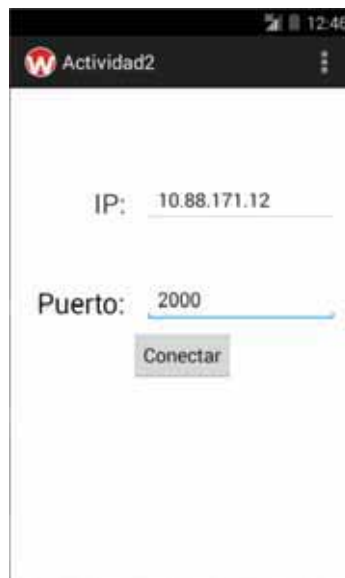 12:46
W Actividad2
IP: 10.88.171.12
Puerto: 2000
Conectar